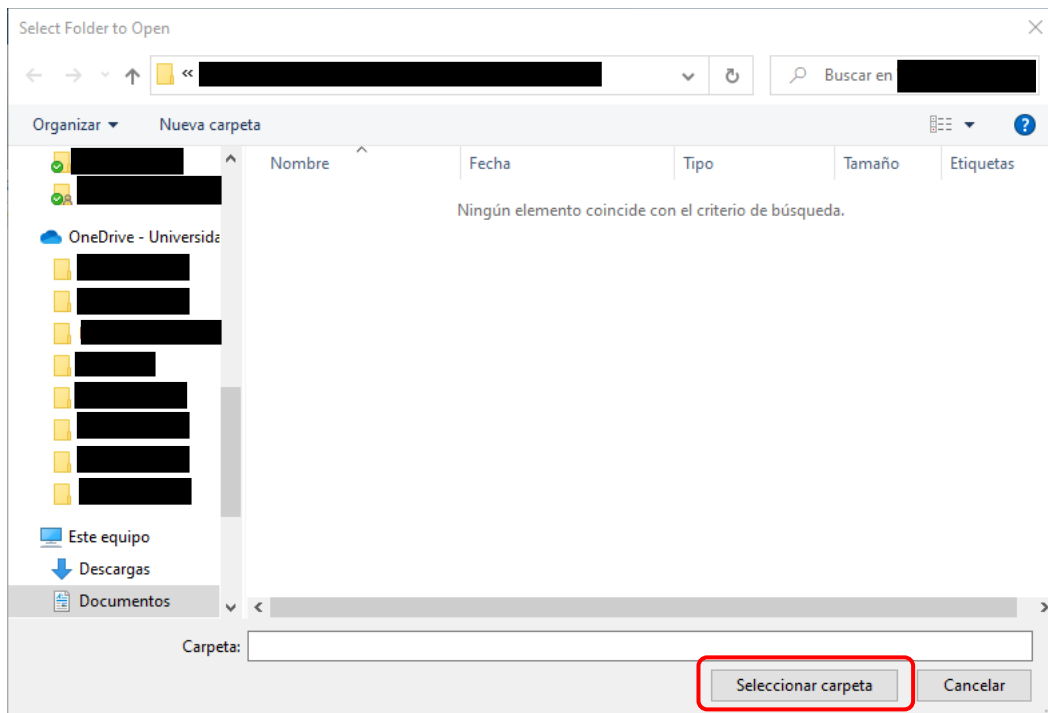 Select Folder to Open
«
Buscar en
Organizar
Nueva carpeta
Nombre
Fecha
Tipo
Tamaño
Etiquetas
Ningún elemento coincide con el criterio de búsqueda.
OneDrive - Universida
Este equipo
Descargas
Documentos
Carpeta:
Seleccionar carpeta
Cancelar